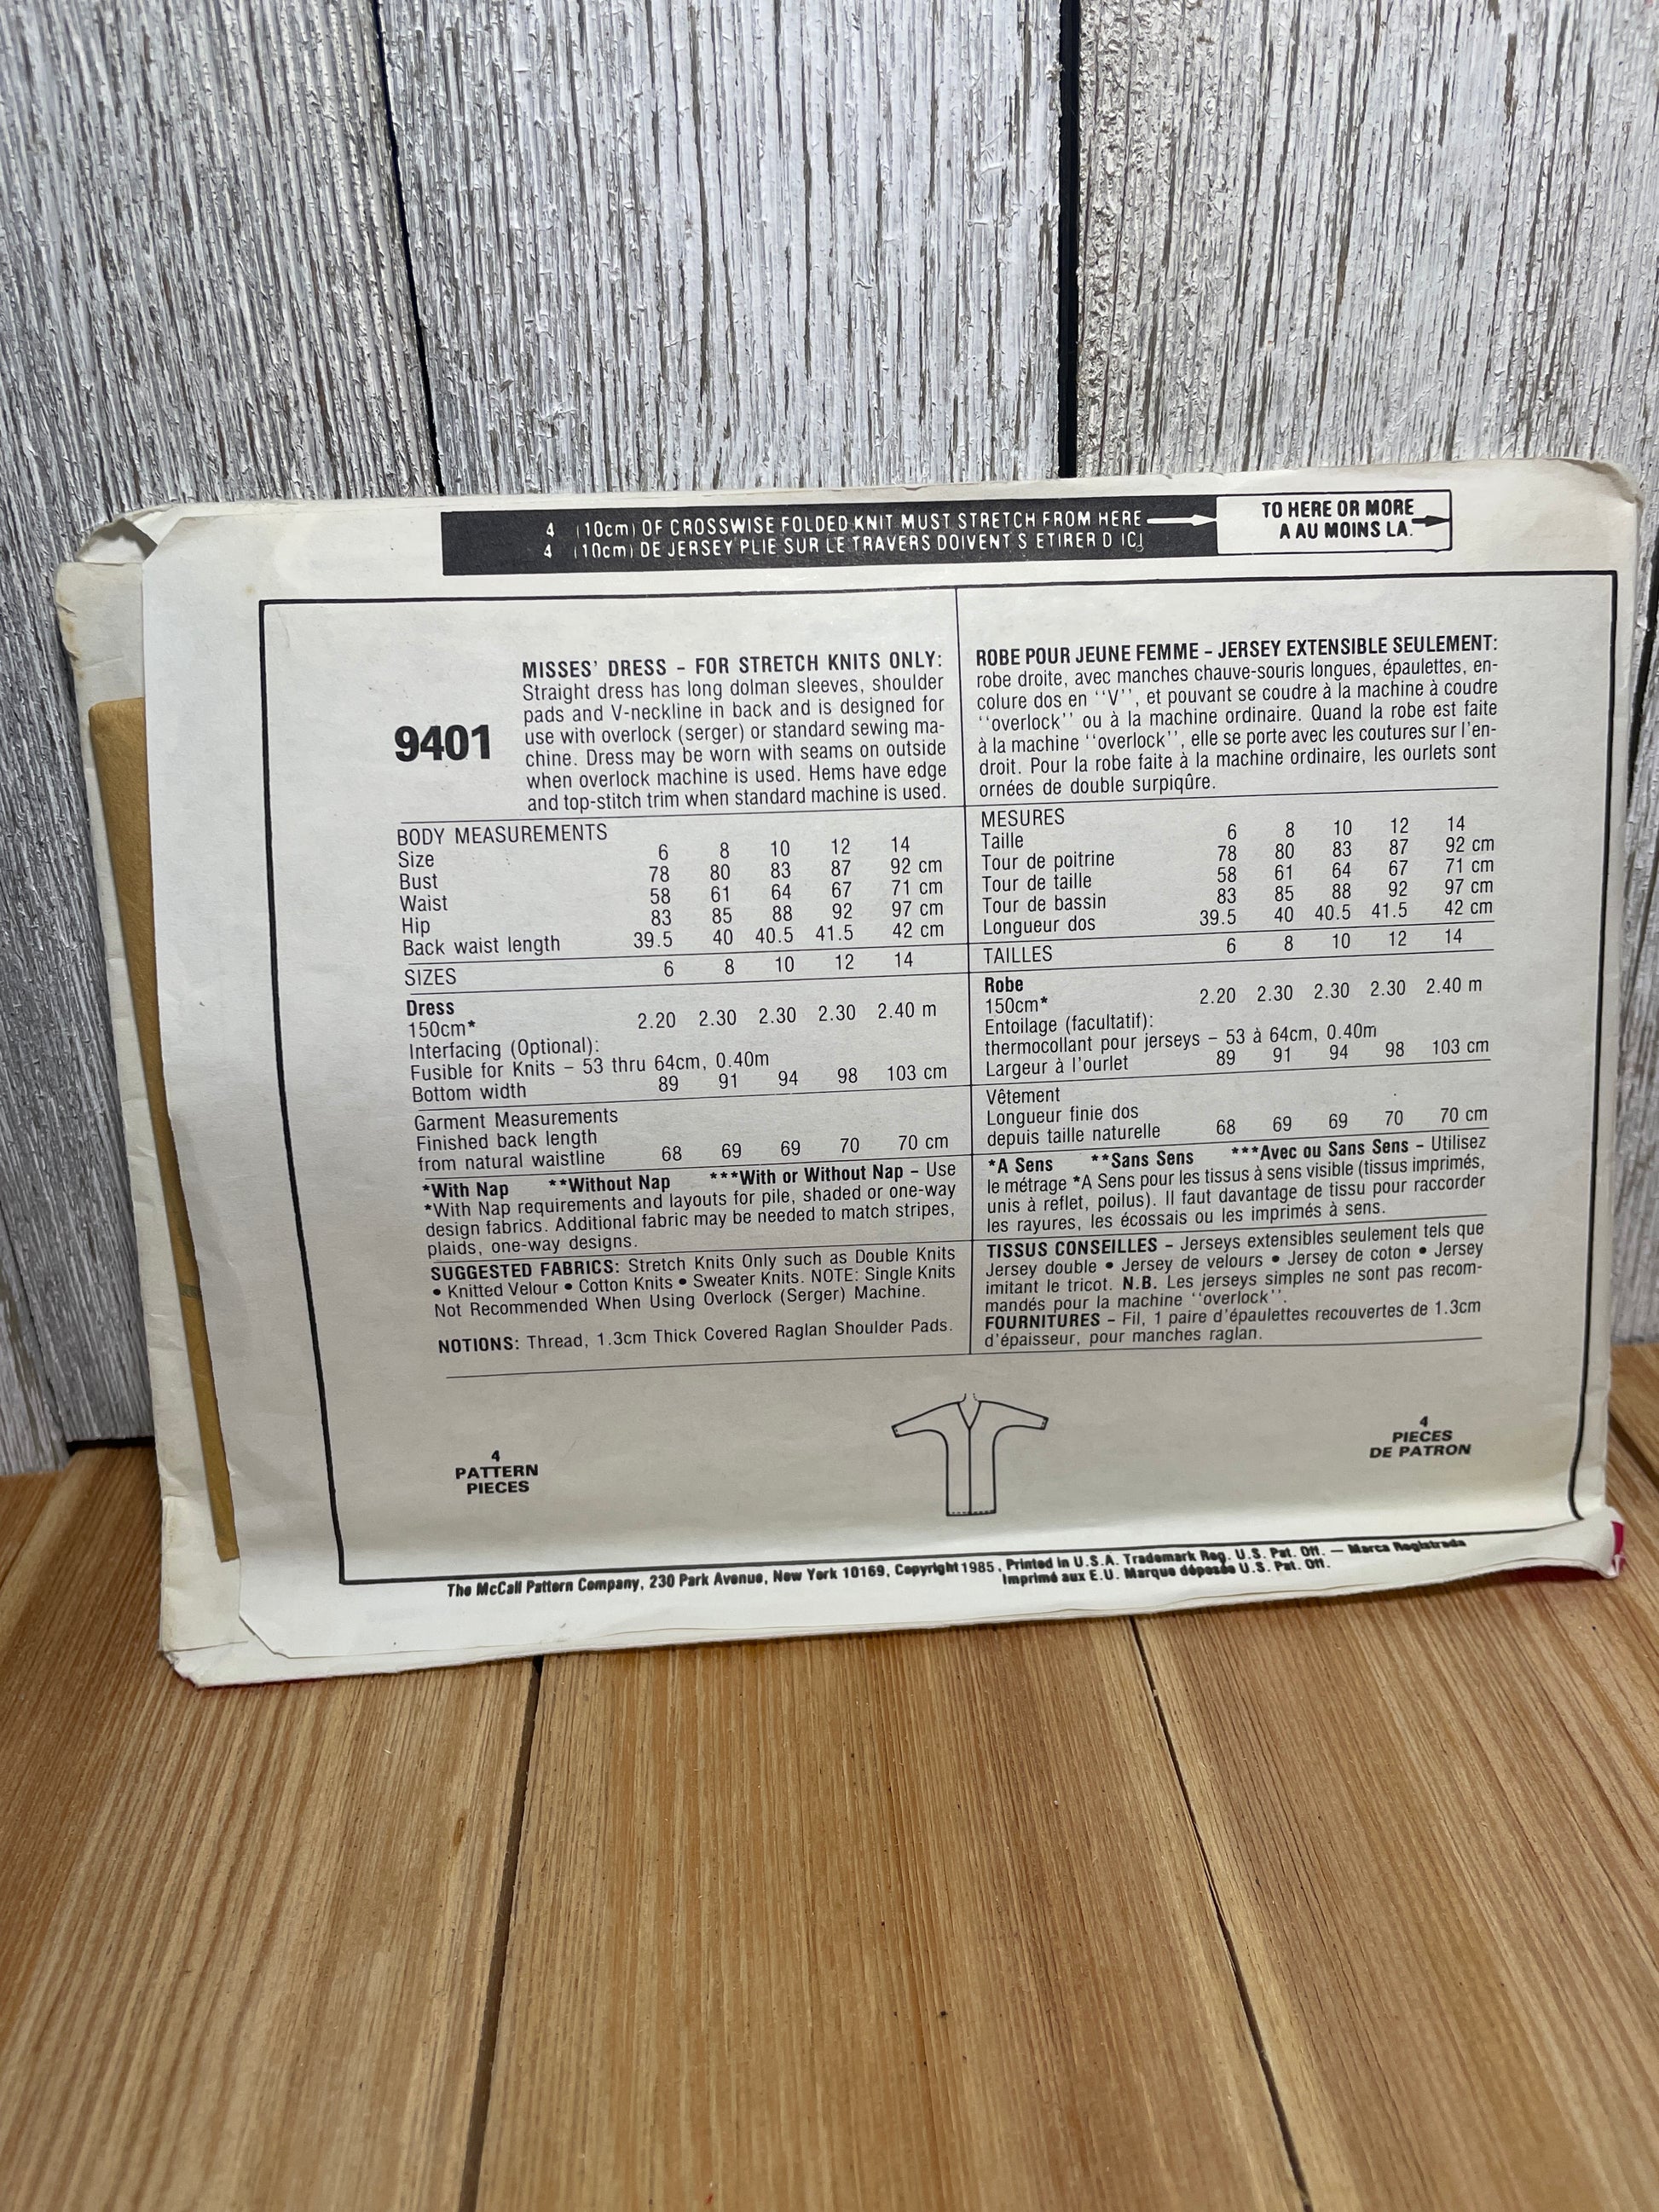 4 (10cm) OF CROSSWISE FOLDED KNIT MUST STRETCH FROM HERE
4 (10cm) DE JERSEY PLIE SUR LE TRAVERS DOIVENT S ETIRER D ICI
TO HERE OR MORE
A AU MOINS LA.
9401
MISSES' DRESS – FOR STRETCH KNITS ONLY:
Straight dress has long dolman sleeves, shoulder
pads and V-neckline in back and is designed for
use with overlock (serger) or standard sewing ma-
chine. Dress may be worn with seams on outside
when overlock machine is used. Hems have edge
and top-stitch trim when standard machine is used.
BODY MEASUREMENTS
Size 6 8 10 12 14
Bust 78 80 83 87 92 cm
Waist 58 61 64 67 71 cm
Hip 83 85 88 92 97 cm
Back waist length 39.5 40 40.5 41.5 42 cm
SIZES 6 8 10 12 14
Dress
150cm* 2.20 2.30 2.30 2.30 2.40 m
Interfacing (Optional):
Fusible for Knits – 53 thru 64cm, 0.40m
Bottom width 89 91 94 98 103 cm
Garment Measurements
Finished back length
from natural waistline 68 69 69 70 70 cm
*With Nap **Without Nap ***With or Without Nap – Use
*With Nap requirements and layouts for pile, shaded or one-way
design fabrics. Additional fabric may be needed to match stripes,
plaids, one-way designs.
SUGGESTED FABRICS: Stretch Knits Only such as Double Knits
• Knitted Velour • Cotton Knits • Sweater Knits. NOTE: Single Knits
Not Recommended When Using Overlock (Serger) Machine.
NOTIONS: Thread, 1.3cm Thick Covered Raglan Shoulder Pads.
ROBE POUR JEUNE FEMME – JERSEY EXTENSIBLE SEULEMENT:
robe droite, avec manches chauve-souris longues, épaulettes, en-
colure dos en ''V'', et pouvant se coudre à la machine à coudre
''overlock'' ou à la machine ordinaire. Quand la robe est faite
à la machine ''overlock'', elle se porte avec les coutures sur l'en-
droit. Pour la robe faite à la machine ordinaire, les ourlets sont
ornées de double surpiqûre.
MESURES
Taille 6 8 10 12 14
Tour de poitrine 78 80 83 87 92 cm
Tour de taille 58 61 64 67 71 cm
Tour de bassin 83 85 88 92 97 cm
Longueur dos 39.5 40 40.5 41.5 42 cm
TAILLES 6 8 10 12 14
Robe
150cm* 2.20 2.30 2.30 2.30 2.40 m
Entoilage (facultatif):
thermocollant pour jerseys – 53 à 64cm, 0.40m
Largeur à l'ourlet 89 91 94 98 103 cm
Vêtement
Longueur finie dos
depuis taille naturelle 68 69 69 70 70 cm
*A Sens **Sans Sens ***Avec ou Sans Sens – Utilisez
le métrage *A Sens pour les tissus à sens visible (tissus imprimés,
unis à reflet, poilus). Il faut davantage de tissu pour raccorder
les rayures, les écossais ou les imprimés à sens.
TISSUS CONSEILLES – Jerseys extensibles seulement tels que
Jersey double • Jersey de velours • Jersey de coton • Jersey
imitant le tricot. N.B. Les jerseys simples ne sont pas recom-
mandés pour la machine ''overlock''.
FOURNITURES – Fil, 1 paire d'épaulettes recouvertes de 1.3cm
d'épaisseur, pour manches raglan.
4
PATTERN
PIECES
4
PIECES
DE PATRON
The McCall Pattern Company, 230 Park Avenue, New York 10169, Copyright 1985, Printed in U.S.A. Trademark Reg. U.S. Pat. Off. — Marca Registrada
Imprimé aux E.U. Marque déposée U.S. Pat. Off.